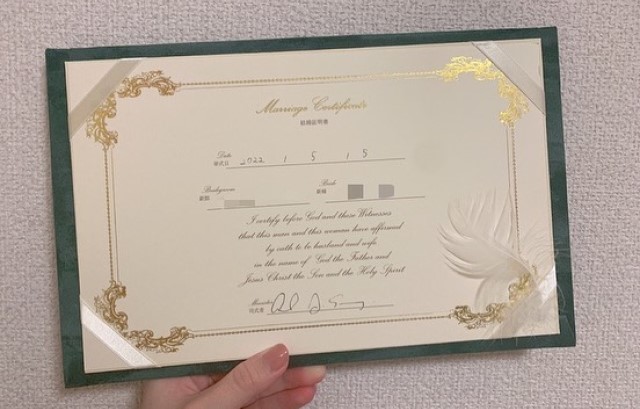 Marriage Certificate
結婚証明書
Date
挙式日 2022 1 5 15
Bridegroom
新郎
Bride
新婦
I certify before God and these Witnesses
that this man and this woman have affirmed
by oath to be husband and wife
in the name of God the Father and
Jesus Christ the Son and the Holy Spirit
Minister
司式者